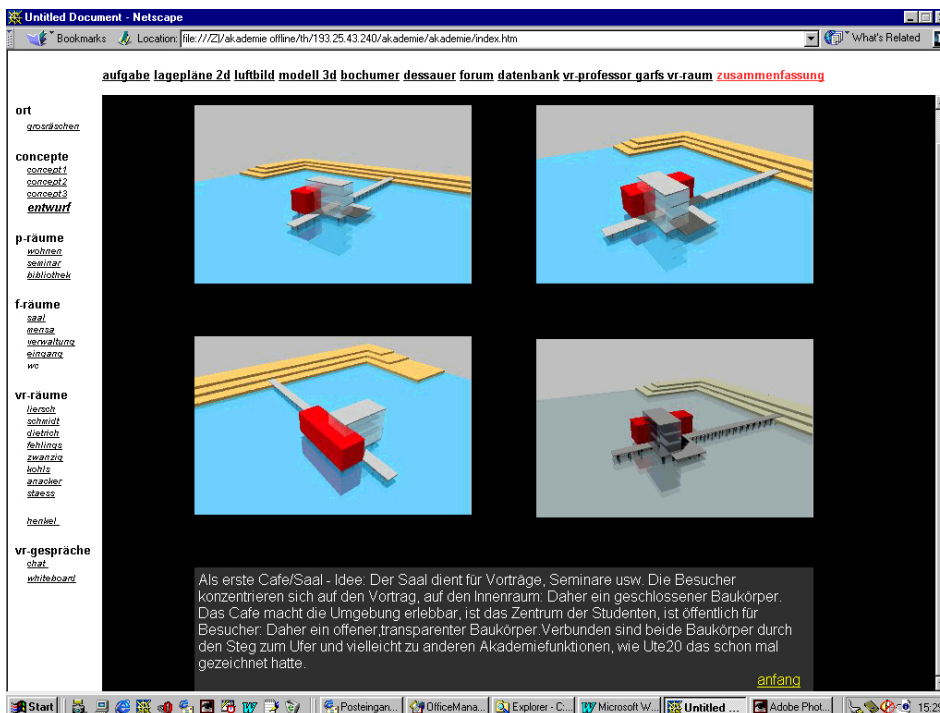 Untitled Document - Netscape
Bookmarks Location: file:///Z|/akademie offline/th/193.25.43.240/akademie/akademie/index.htm What's Related
aufgabe lagepläne 2d luftbild modell 3d bochumer dessauer forum datenbank vr-professor garfs vr-raum zusammenfassung
ort
grosräschen
concepte
concept1
concept2
concept3
entwurf
p-räume
wohnen
seminar
bibliothek
f-räume
saal
mensa
verwaltung
eingang
wc
vr-räume
liersch
schmidt
dietrich
fehlings
zwanzig
kohls
anacker
staess
henkel
vr-gespräche
chat
whiteboard
Als erste Cafe/Saal - Idee: Der Saal dient für Vorträge, Seminare usw. Die Besucher
konzentrieren sich auf den Vortrag, auf den Innenraum: Daher ein geschlossener Baukörper.
Das Cafe macht die Umgebung erlebbar, ist das Zentrum der Studenten, ist öffentlich für
Besucher: Daher ein offener,transparenter Baukörper.Verbunden sind beide Baukörper durch
den Steg zum Ufer und vielleicht zu anderen Akademiefunktionen, wie Ute20 das schon mal
gezeichnet hatte.
anfang
Start Posteingan... OfficeMana... Explorer - C:... Microsoft W... Untitled ... Adobe Phot... 15:29